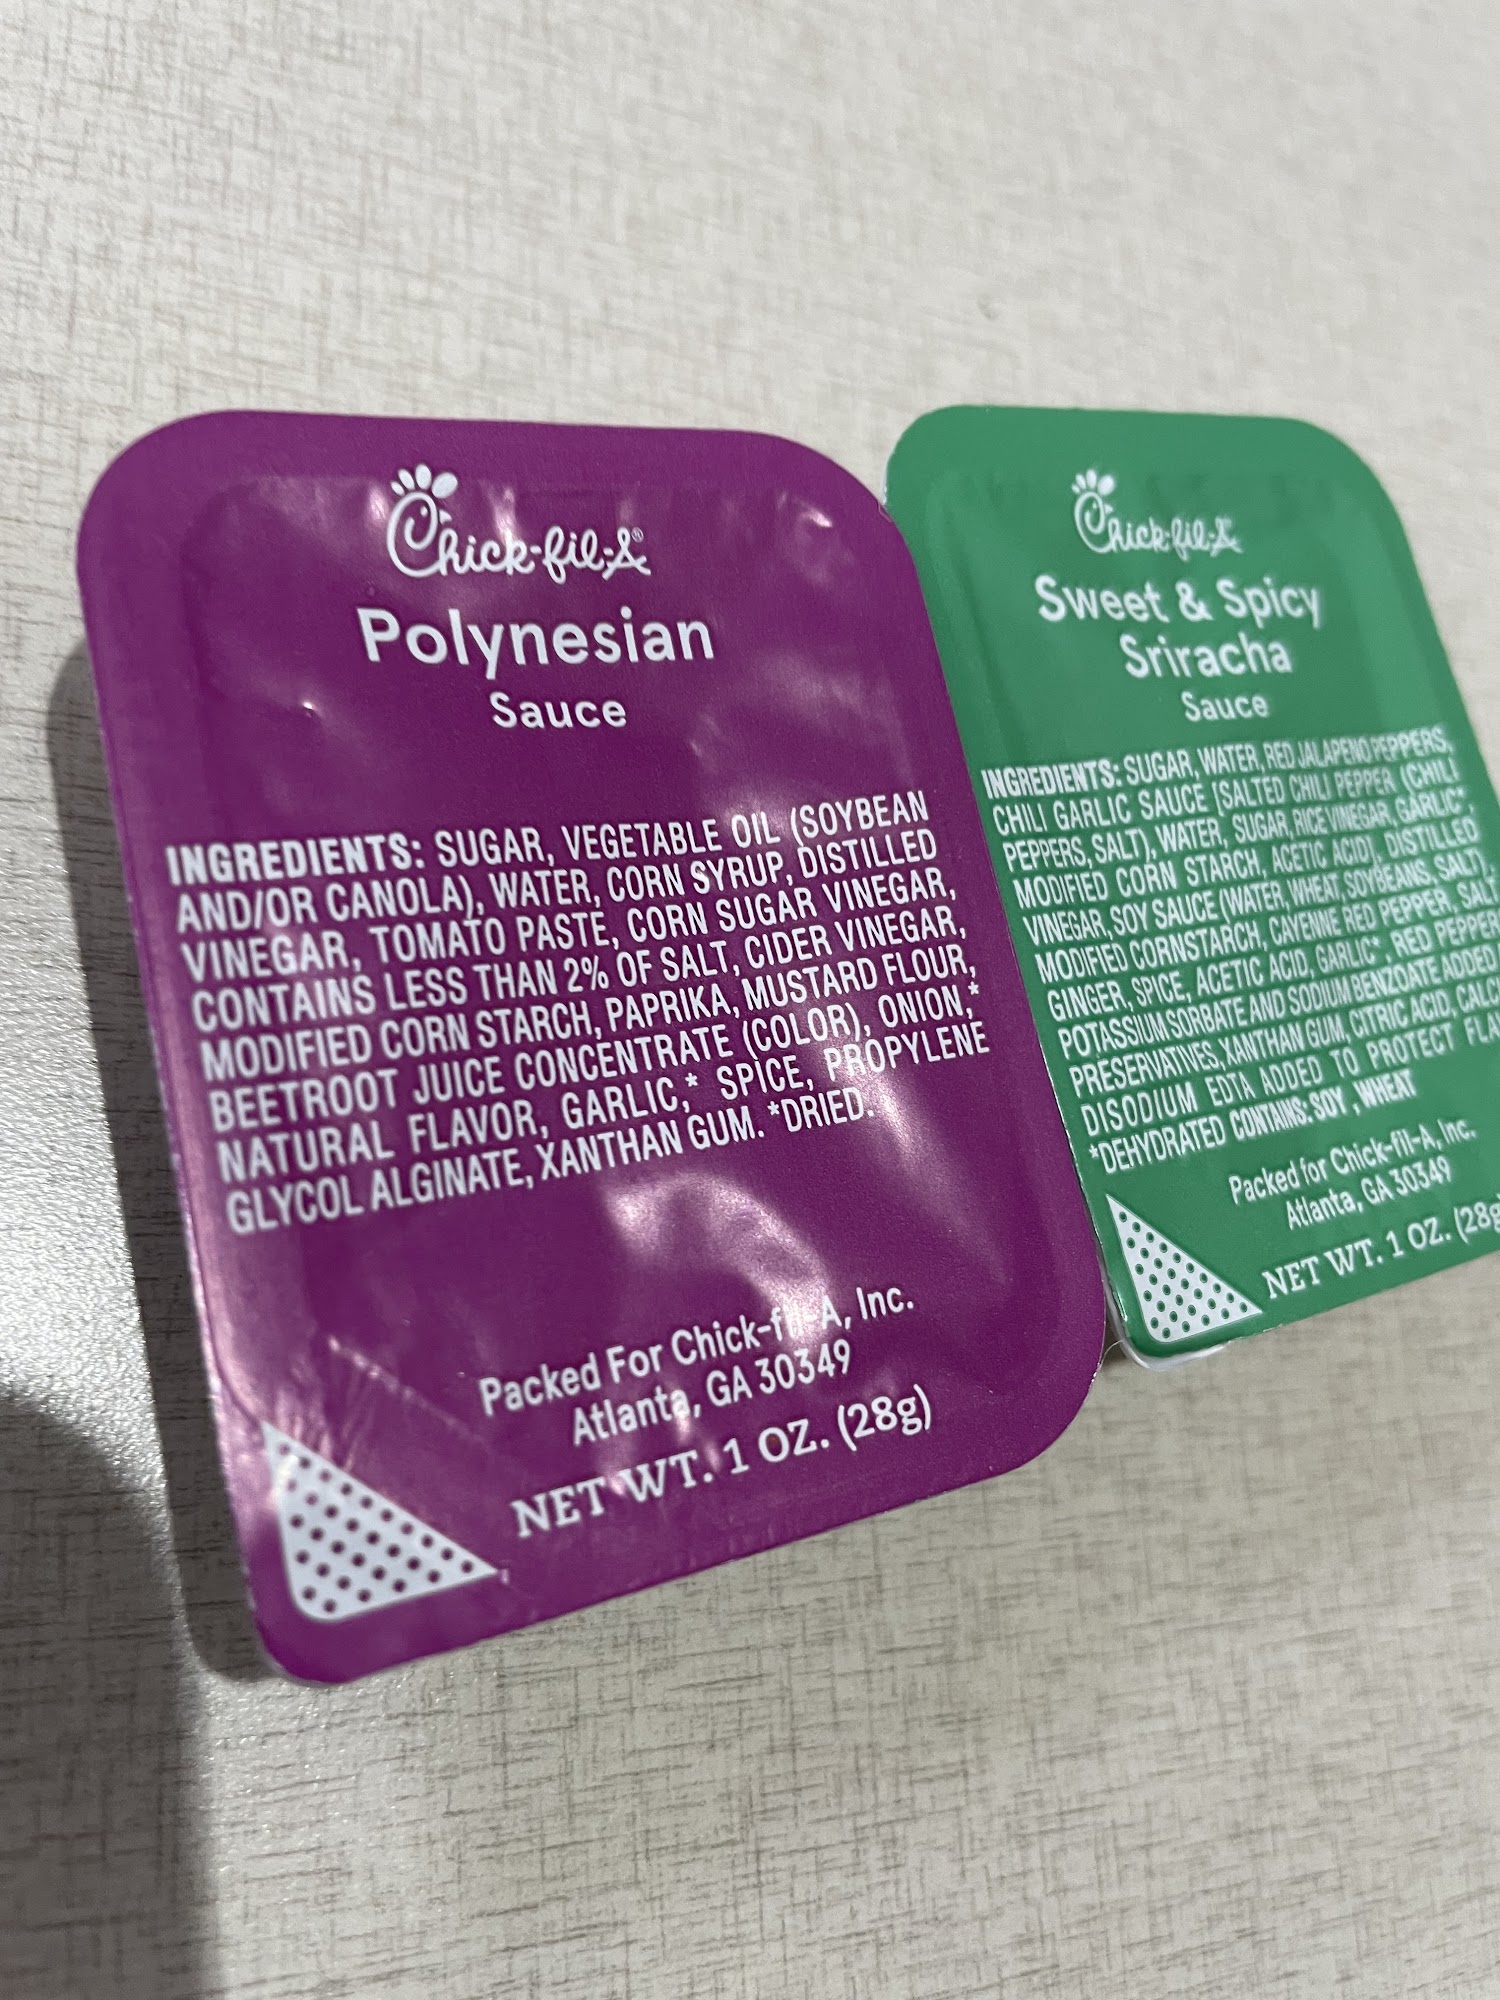 Chick-fil-A®
Polynesian
Sauce
INGREDIENTS: SUGAR, VEGETABLE OIL (SOYBEAN
AND/OR CANOLA), WATER, CORN SYRUP, DISTILLED
VINEGAR, TOMATO PASTE, CORN SUGAR VINEGAR,
CONTAINS LESS THAN 2% OF SALT, CIDER VINEGAR,
MODIFIED CORN STARCH, PAPRIKA, MUSTARD FLOUR,
BEETROOT JUICE CONCENTRATE (COLOR), ONION,*
NATURAL FLAVOR, GARLIC,* SPICE, PROPYLENE
GLYCOL ALGINATE, XANTHAN GUM. *DRIED.
Packed For Chick-fil-A, Inc.
Atlanta, GA 30349
NET WT. 1 OZ. (28g)
Chick-fil-A
Sweet & Spicy
Sriracha
Sauce
INGREDIENTS: SUGAR, WATER, RED JALAPENO PEPPERS,
CHILI GARLIC SAUCE [SALTED CHILI PEPPER (CHILI
PEPPERS, SALT), WATER, SUGAR, RICE VINEGAR, GARLIC*,
MODIFIED CORN STARCH, ACETIC ACID], DISTILLED
VINEGAR, SOY SAUCE (WATER, WHEAT, SOYBEANS, SALT),
MODIFIED CORNSTARCH, CAYENNE RED PEPPER, SALT,
GINGER, SPICE, ACETIC ACID, GARLIC*, RED PEPPER
POTASSIUM SORBATE AND SODIUM BENZOATE ADDED
PRESERVATIVES, XANTHAN GUM, CITRIC ACID,
DISODIUM EDTA ADDED TO PROTECT
*DEHYDRATED CONTAINS: SOY, WHEAT
Packed for Chick-fil-A, Inc.
Atlanta, GA 30349
NET WT. 1 OZ. (28g